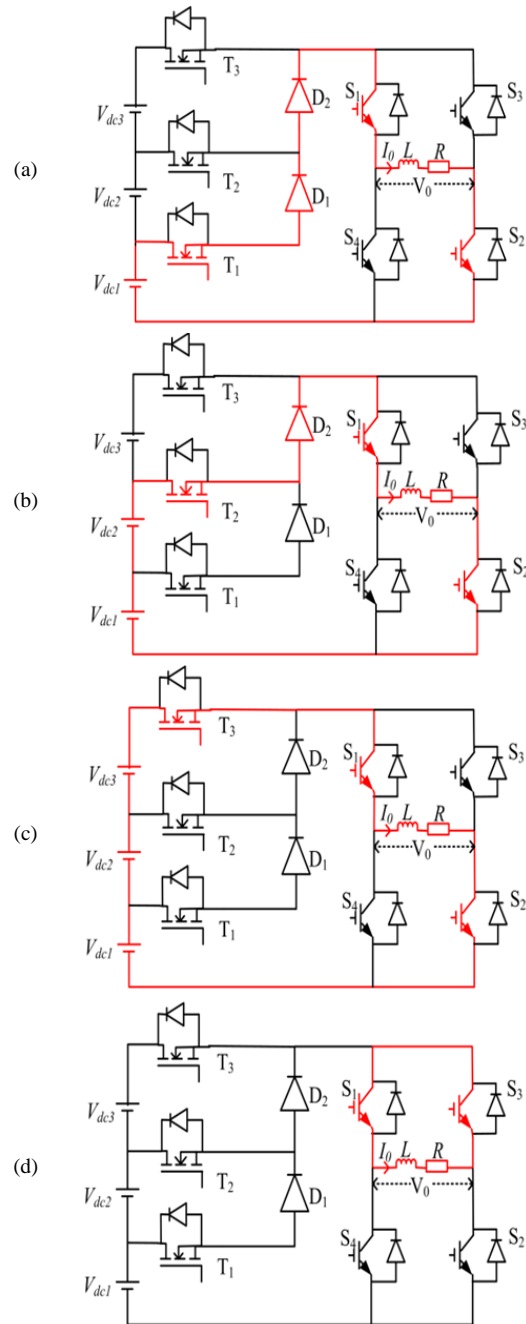 (a)
T3
D2
S1
S3
Vdc3
T2
I0 L R
V0
Vdc2
D1
S4
S2
T1
Vdc1
(b)
T3
D2
S1
S3
Vdc3
T2
I0 L R
V0
Vdc2
D1
S4
S2
T1
Vdc1
(c)
T3
D2
S1
S3
Vdc3
T2
I0 L R
V0
Vdc2
D1
S4
S2
T1
Vdc1
(d)
T3
D2
S1
S3
Vdc3
T2
I0 L R
V0
Vdc2
D1
S4
S2
T1
Vdc1